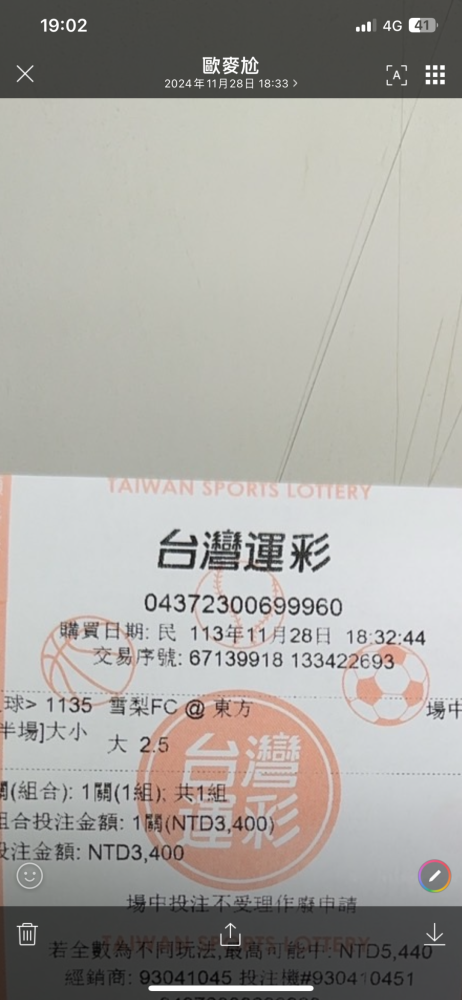 19:02
4G 41
歐麥尬
2024年11月28日 18:33
A
TAIWAN SPORTS LOTTERY
台灣運彩
04372300699960
購買日期: 民 113年11月28日 18:32:44
交易序號: 67139918 133422693
球> 1135 雪梨FC @ 東方 場中
半場]大小 大 2.5
台灣
運彩
關(組合): 1關(1組); 共1組
組合投注金額: 1關(NTD3,400)
投注金額: NTD3,400
場中投注不受理作廢申請
TAIWAN SPORTS LOTTERY
若全數為不同玩法,最高可能中: NTD5,440
經銷商: 93041045 投注機#930410451